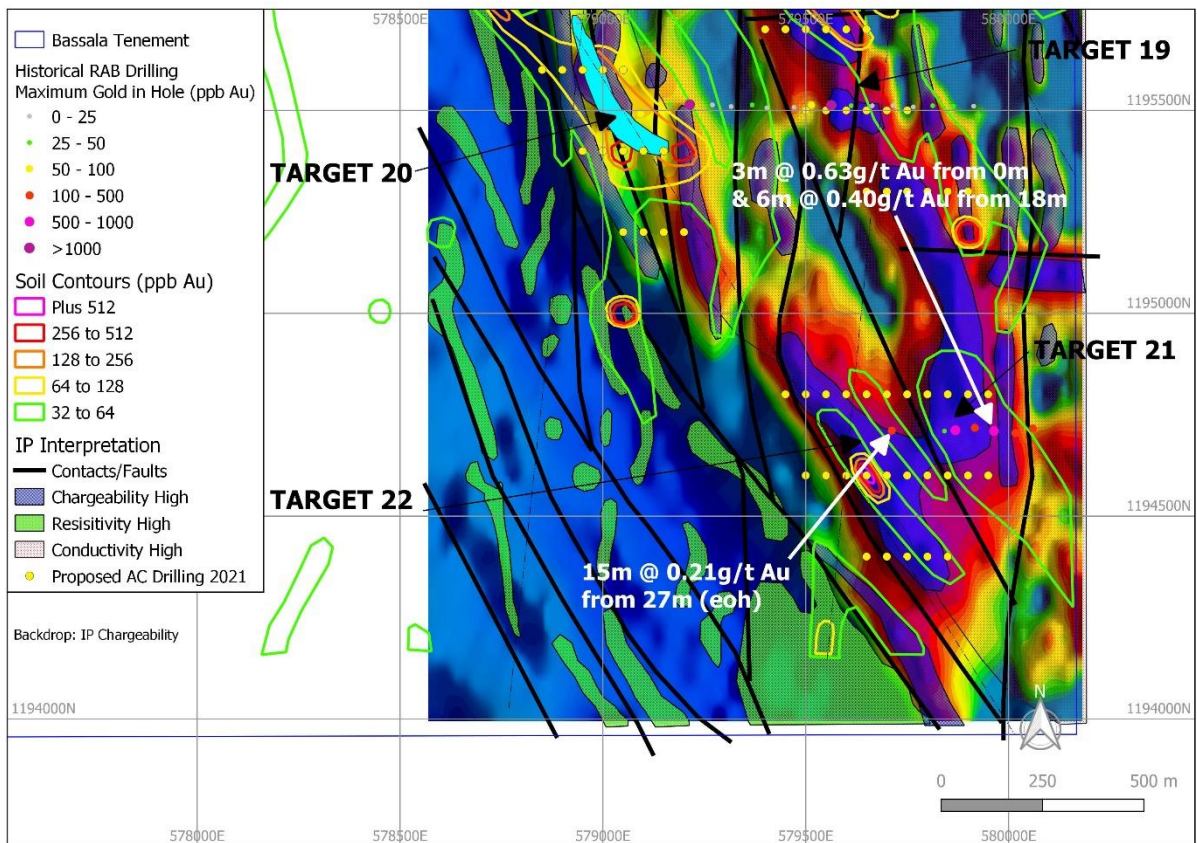 Bassala Tenement
Historical RAB Drilling
Maximum Gold in Hole (ppb Au)
0 - 25
25 - 50
50 - 100
100 - 500
500 - 1000
>1000
Soil Contours (ppb Au)
Plus 512
256 to 512
128 to 256
64 to 128
32 to 64
IP Interpretation
Contacts/Faults
Chargeability High
Resisitivity High
Conductivity High
Proposed AC Drilling 2021
Backdrop: IP Chargeability
578500E
579000E
579500E
580000E
TARGET 19
1195500N
TARGET 20
3m @ 0.63g/t Au from 0m
& 6m @ 0.40g/t Au from 18m
1195000N
TARGET 21
TARGET 22
1194500N
15m @ 0.21g/t Au
from 27m (eoh)
1194000N
1194000N
N
0 250 500 m
578000E
578500E
579000E
579500E
580000E